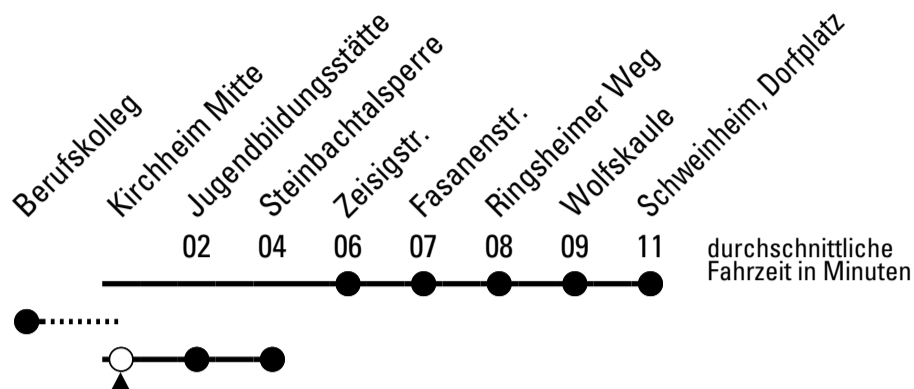 Berufskolleg
Kirchheim Mitte
Jugendbildungsstätte
Steinbachtalsperre
Zeisigstr.
Fasanenstr.
Ringsheimer Weg
Wolfskaule
Schweinheim, Dorfplatz
02 04 06 07 08 09 11
durchschnittliche
Fahrzeit in Minuten